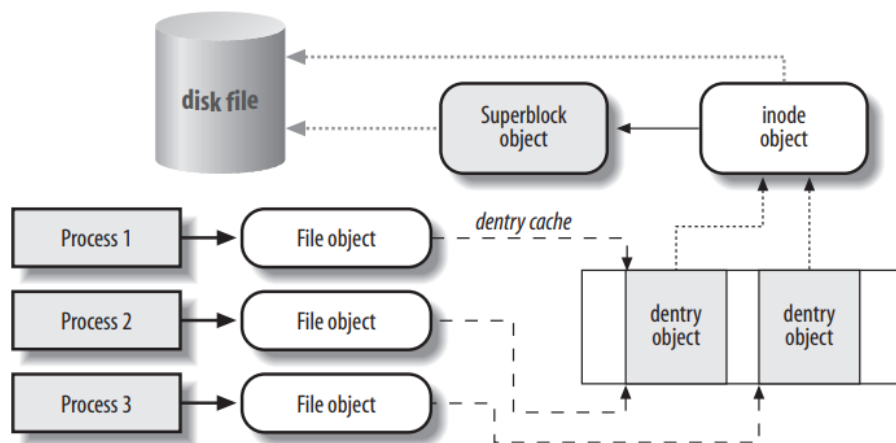 disk file
Superblock
object
inode
object
Process 1
File object
dentry cache
Process 2
File object
dentry
object
dentry
object
Process 3
File object